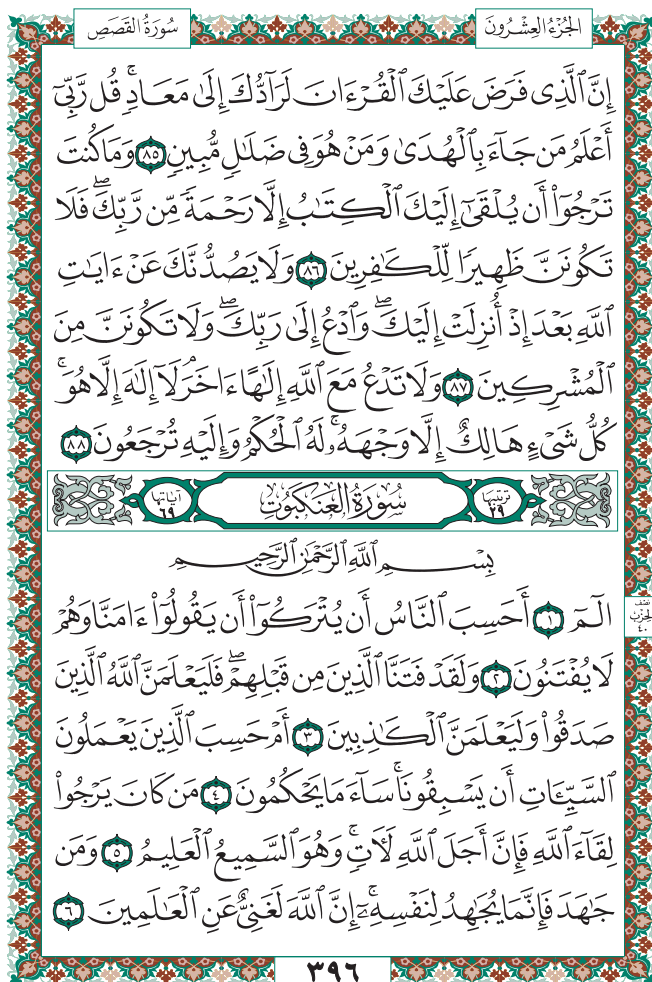 سُورَةُ القَصَصِ
الجُزْءُ العِشْرُونَ
إِنَّ ٱلَّذِى فَرَضَ عَلَيْكَ ٱلْقُرْءَانَ لَرَآدُّكَ إِلَىٰ مَعَادٍۚ قُل رَّبِّىٓ
أَعْلَمُ مَن جَآءَ بِٱلْهُدَىٰ وَمَنْ هُوَ فِى ضَلَٰلٍ مُّبِينٍ ٨٥ وَمَا كُنتَ
تَرْجُوٓا۟ أَن يُلْقَىٰٓ إِلَيْكَ ٱلْكِتَٰبُ إِلَّا رَحْمَةً مِّن رَّبِّكَۖ فَلَا
تَكُونَنَّ ظَهِيرًا لِّلْكَٰفِرِينَ ٨٦ وَلَا يَصُدُّنَّكَ عَنْ ءَايَٰتِ
ٱللَّهِ بَعْدَ إِذْ أُنزِلَتْ إِلَيْكَۖ وَٱدْعُ إِلَىٰ رَبِّكَۖ وَلَا تَكُونَنَّ مِنَ
ٱلْمُشْرِكِينَ ٨٧ وَلَا تَدْعُ مَعَ ٱللَّهِ إِلَٰهًا ءَاخَرَۘ لَآ إِلَٰهَ إِلَّا هُوَۚ
كُلُّ شَىْءٍ هَالِكٌ إِلَّا وَجْهَهُۥۚ لَهُ ٱلْحُكْمُ وَإِلَيْهِ تُرْجَعُونَ ٨٨
ترتيبها ٢٩
سُورَةُ العَنكَبُوتِ
آياتها ٦٩
بِسْمِ ٱللَّهِ ٱلرَّحْمَٰنِ ٱلرَّحِيمِ
الٓمٓ ١ أَحَسِبَ ٱلنَّاسُ أَن يُتْرَكُوٓا۟ أَن يَقُولُوٓا۟ ءَامَنَّا وَهُمْ
لَا يُفْتَنُونَ ٢ وَلَقَدْ فَتَنَّا ٱلَّذِينَ مِن قَبْلِهِمْۖ فَلَيَعْلَمَنَّ ٱللَّهُ ٱلَّذِينَ
صَدَقُوا۟ وَلَيَعْلَمَنَّ ٱلْكَٰذِبِينَ ٣ أَمْ حَسِبَ ٱلَّذِينَ يَعْمَلُونَ
ٱلسَّيِّـَٔاتِ أَن يَسْبِقُونَاۚ سَآءَ مَا يَحْكُمُونَ ٤ مَن كَانَ يَرْجُوا۟
لِقَآءَ ٱللَّهِ فَإِنَّ أَجَلَ ٱللَّهِ لَـَٔاتٍۚ وَهُوَ ٱلسَّمِيعُ ٱلْعَلِيمُ ٥ وَمَن
جَٰهَدَ فَإِنَّمَا يُجَٰهِدُ لِنَفْسِهِۦٓۚ إِنَّ ٱللَّهَ لَغَنِىٌّ عَنِ ٱلْعَٰلَمِينَ ٦
نصف
الحزب
٤٠
٣٩٦